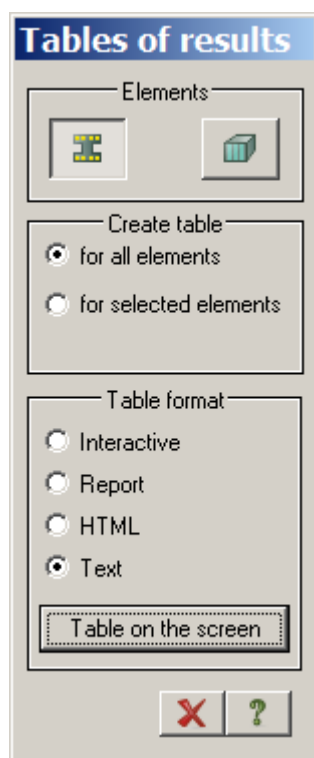 Tables of results
Elements
Create table
for all elements
for selected elements
Table format
Interactive
Report
HTML
Text
Table on the screen
?